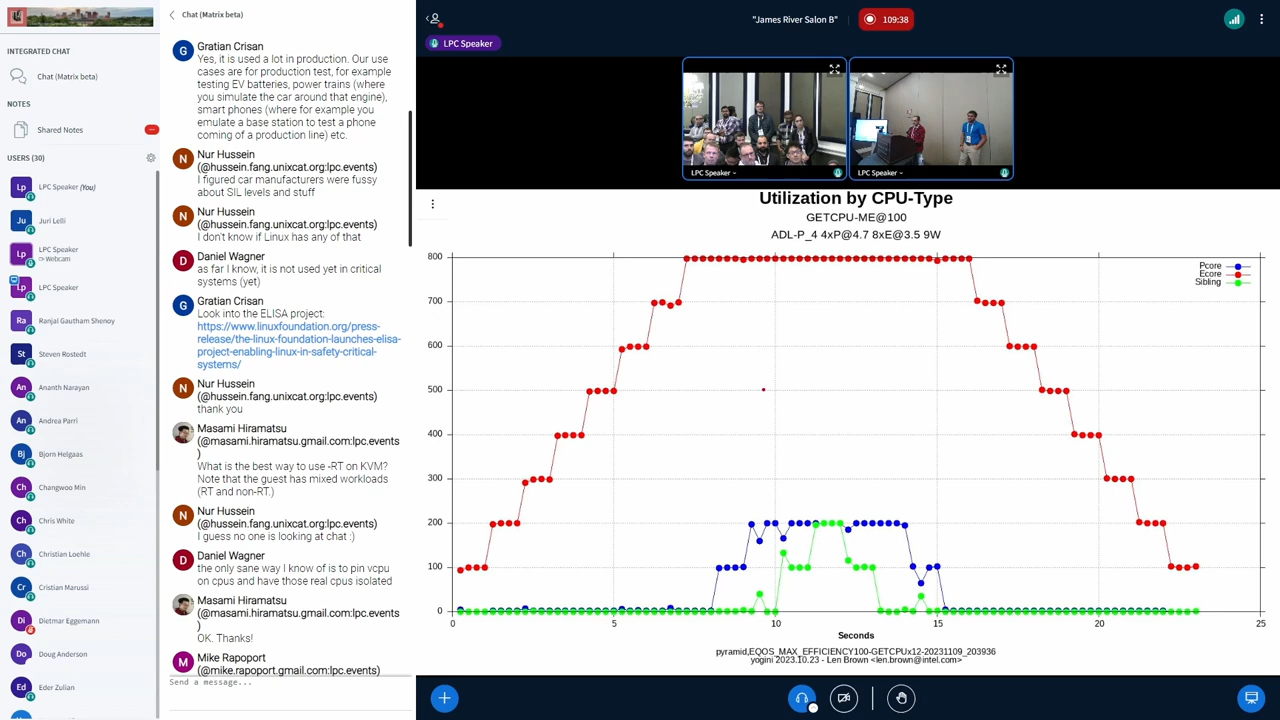 INTEGRATED CHAT
Chat (Matrix beta)
NOTES
Shared Notes
USERS (30)
Lp LPC Speaker (You)
Ju Juri Lelli
Lp LPC Speaker
Webcam
Lp LPC Speaker
Ra Ranjal Gautham Shenoy
St Steven Rostedt
An Ananth Narayan
An Andrea Parri
Bj Bjorn Helgaas
Ch Changwoo Min
Ch Chris White
Ch Christian Loehle
Cr Cristian Marussi
Di Dietmar Eggemann
Do Doug Anderson
Ed Eder Zulian
Chat (Matrix beta)
G Gratian Crisan
Yes, it is used a lot in production. Our use
cases are for production test, for example
testing EV batteries, power trains (where
you simulate the car around that engine),
smart phones (where for example you
emulate a base station to test a phone
coming of a production line) etc.
N Nur Hussein
(@hussein.fang.unixcat.org:lpc.events)
I figured car manufacturers were fussy
about SIL levels and stuff
N Nur Hussein
(@hussein.fang.unixcat.org:lpc.events)
I don't know if Linux has any of that
D Daniel Wagner
as far I know, it is not used yet in critical
systems (yet)
G Gratian Crisan
Look into the ELISA project:
https://www.linuxfoundation.org/press-
release/the-linux-foundation-launches-elisa-
project-enabling-linux-in-safety-critical-
systems/
N Nur Hussein
(@hussein.fang.unixcat.org:lpc.events)
thank you
Masami Hiramatsu
(@masami.hiramatsu.gmail.com:lpc.events
)
What is the best way to use -RT on KVM?
Note that the guest has mixed workloads
(RT and non-RT.)
N Nur Hussein
(@hussein.fang.unixcat.org:lpc.events)
I guess no one is looking at chat :)
D Daniel Wagner
the only sane way I know of is to pin vcpu
on cpus and have those real cpus isolated
Masami Hiramatsu
(@masami.hiramatsu.gmail.com:lpc.events
)
OK. Thanks!
M Mike Rapoport
(@mike.rapoport.gmail.com:lpc.events)
Send a message...
"James River Salon B"
109:38
LPC Speaker
LPC Speaker
LPC Speaker
Utilization by CPU-Type
GETCPU-ME@100
ADL-P_4 4xP@4.7 8xE@3.5 9W
Pcore
Ecore
Sibling
800
700
600
500
400
300
200
100
0
0 5 10 15 20 25
Seconds
pyramid,EQOS_MAX_EFFICIENCY100-GETCPUx12-20231109_203936
yogini 2023.10.23 - Len Brown <len.brown@intel.com>